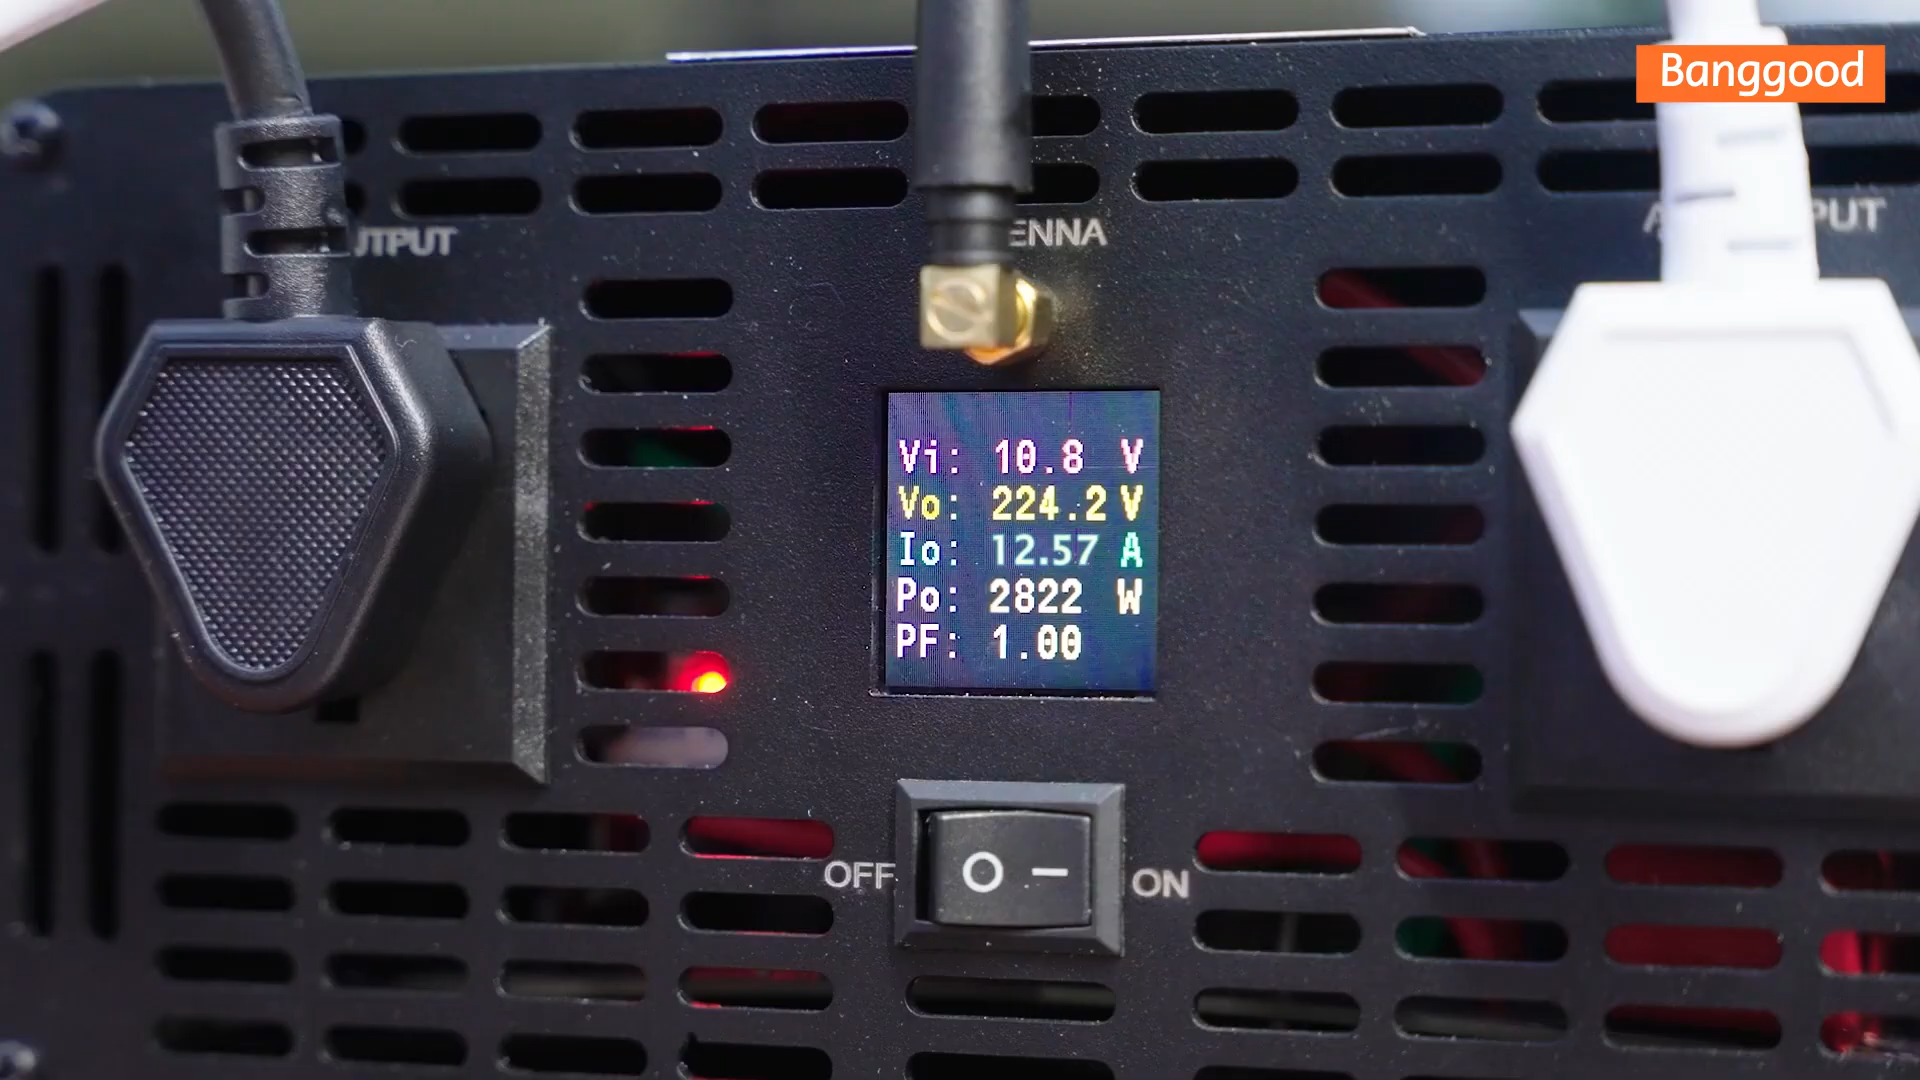 Banggood
UTPUT
ENNA
PUT
Vi: 10.8 V
Vo: 224.2 V
Io: 12.57 A
Po: 2822 W
PF: 1.00
OFF
O –
ON